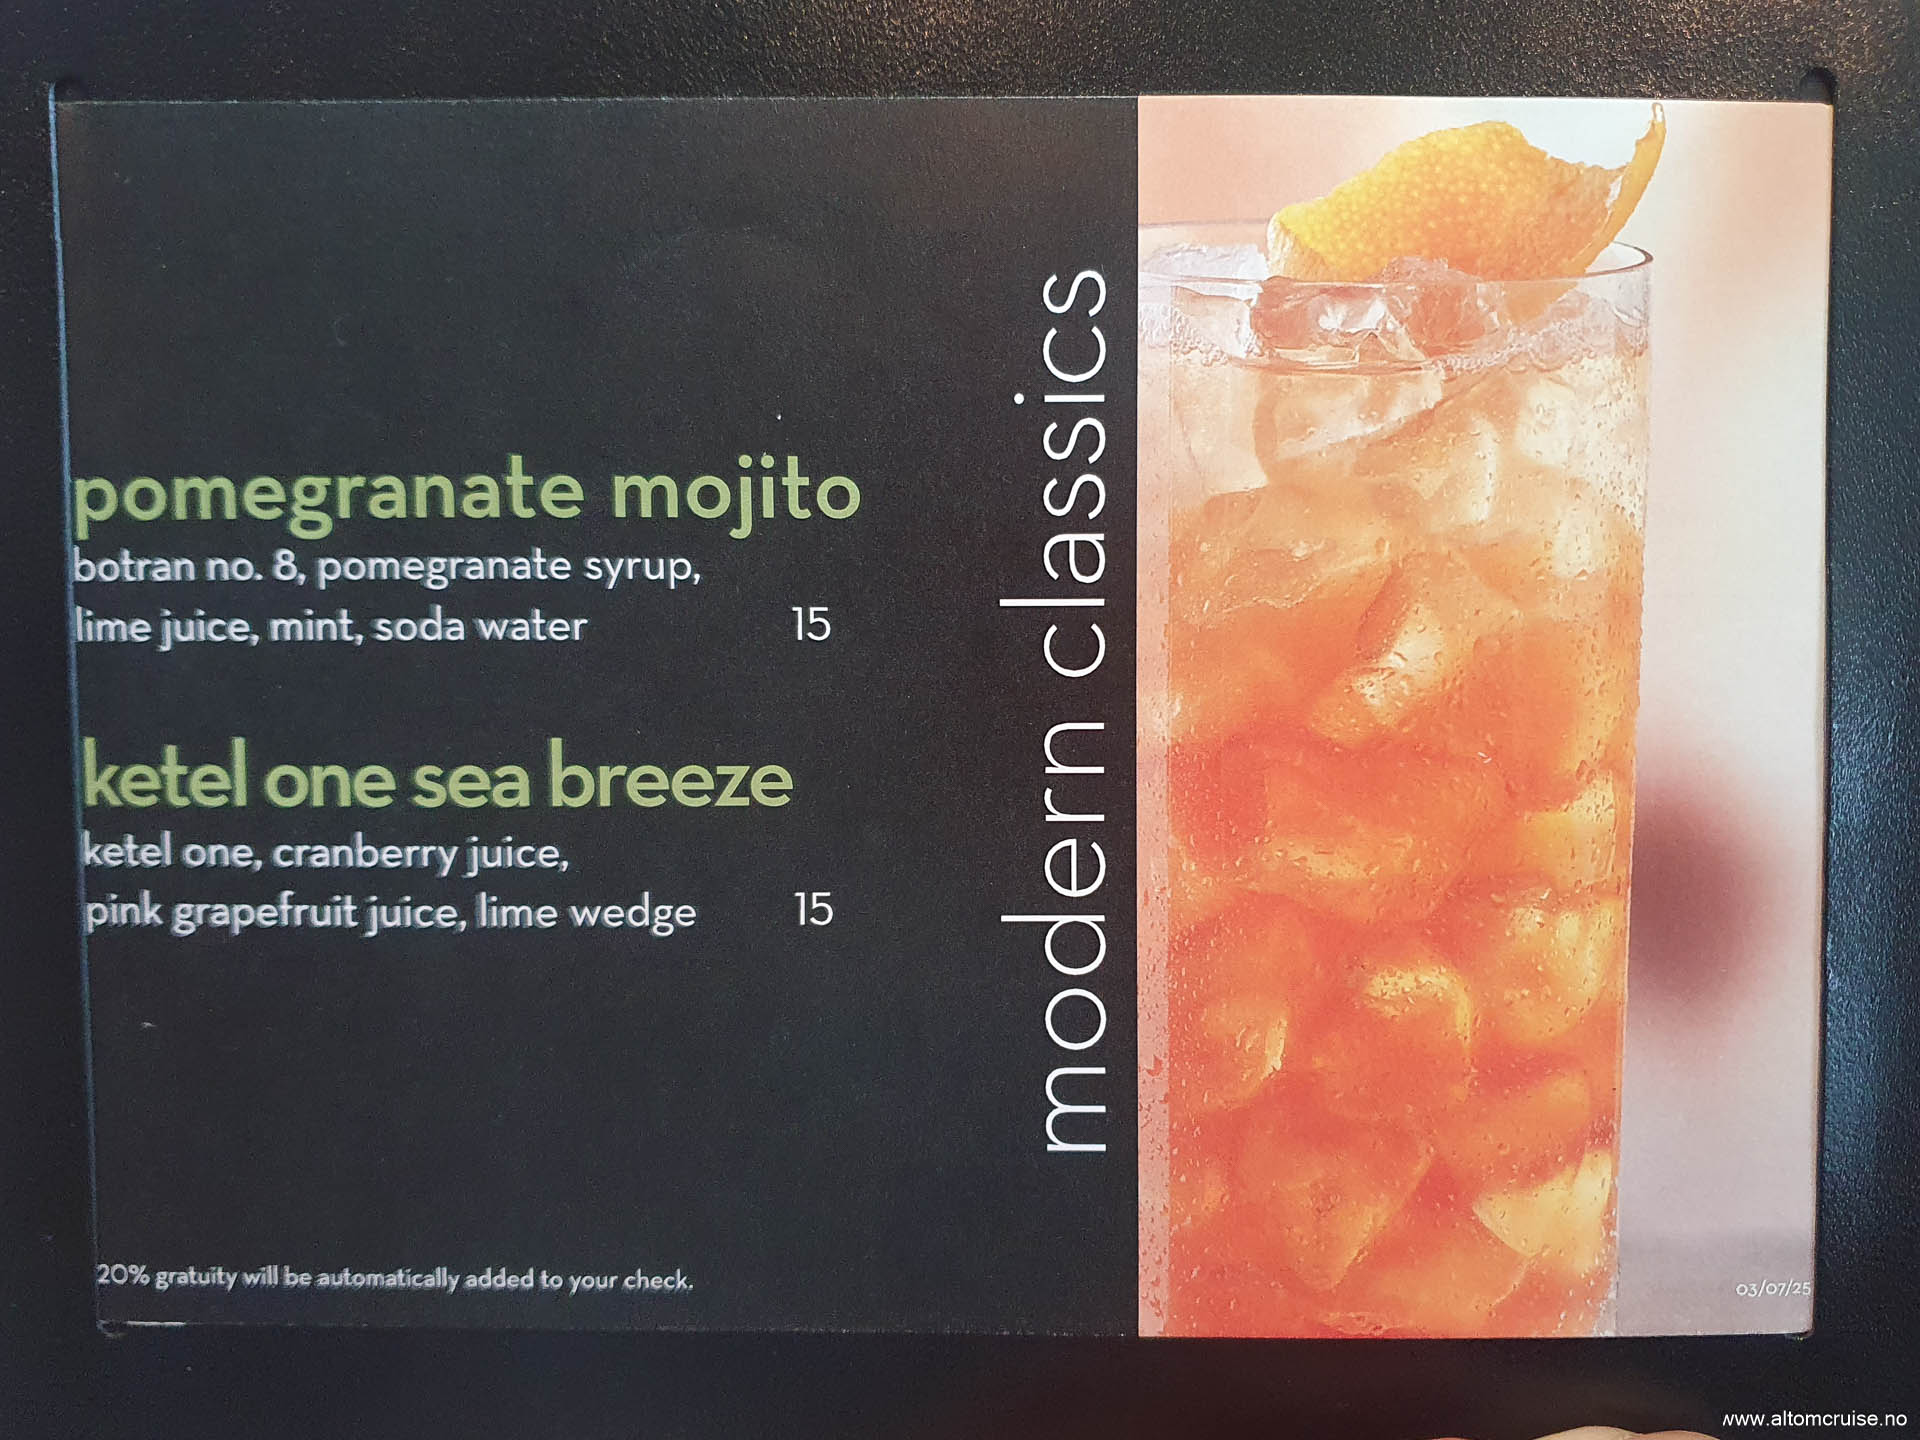 pomegranate mojito
botran no. 8, pomegranate syrup,
lime juice, mint, soda water 15
ketel one sea breeze
ketel one, cranberry juice,
pink grapefruit juice, lime wedge 15
20% gratuity will be automatically added to your check.
modern classics
03/07/25
www.altomcruise.no